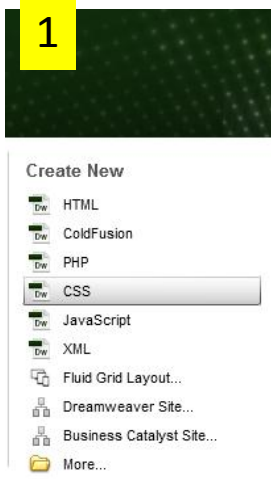 1
Create New
Dw HTML
Dw ColdFusion
Dw PHP
Dw CSS
Dw JavaScript
Dw XML
Fluid Grid Layout...
Dreamweaver Site...
Business Catalyst Site...
More...